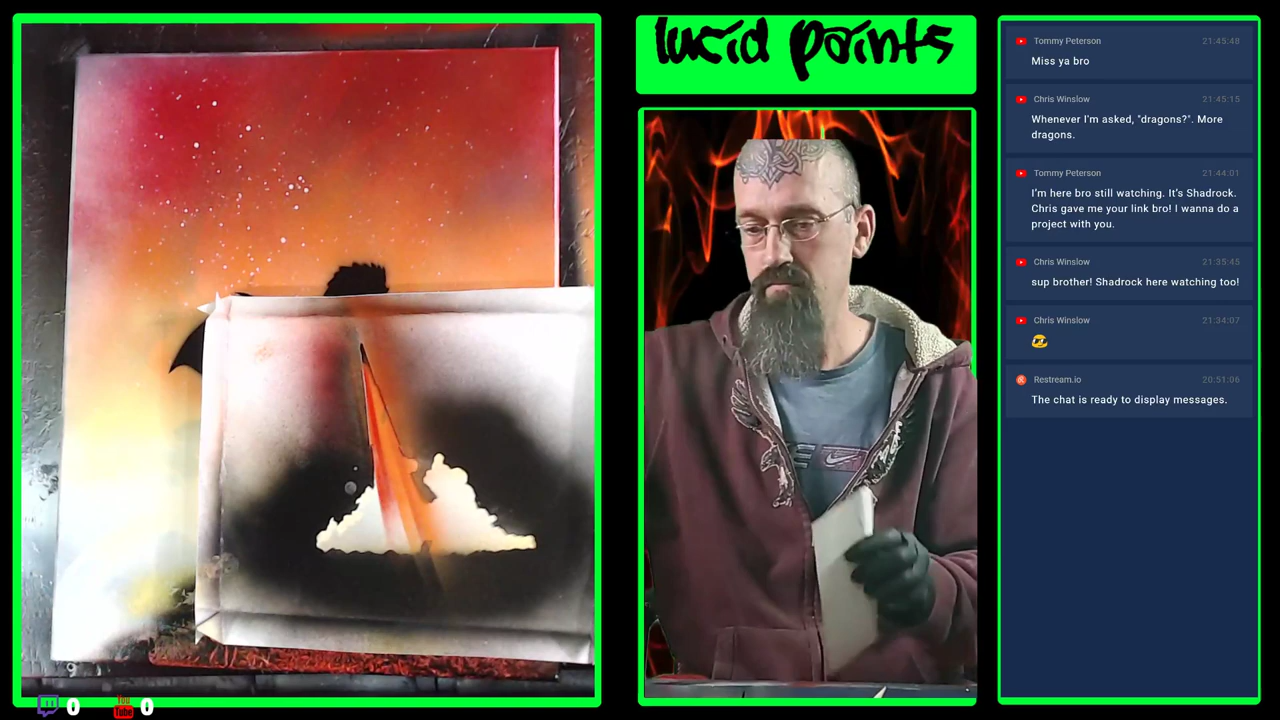 lucid paints
Tommy Peterson 21:45:48
Miss ya bro
Chris Winslow 21:45:15
Whenever I'm asked, "dragons?". More
dragons.
Tommy Peterson 21:44:01
I'm here bro still watching. It's Shadrock.
Chris gave me your link bro! I wanna do a
project with you.
Chris Winslow 21:35:45
sup brother! Shadrock here watching too!
Chris Winslow 21:34:07
Restream.io 20:51:06
The chat is ready to display messages.
0
You
Tube
0